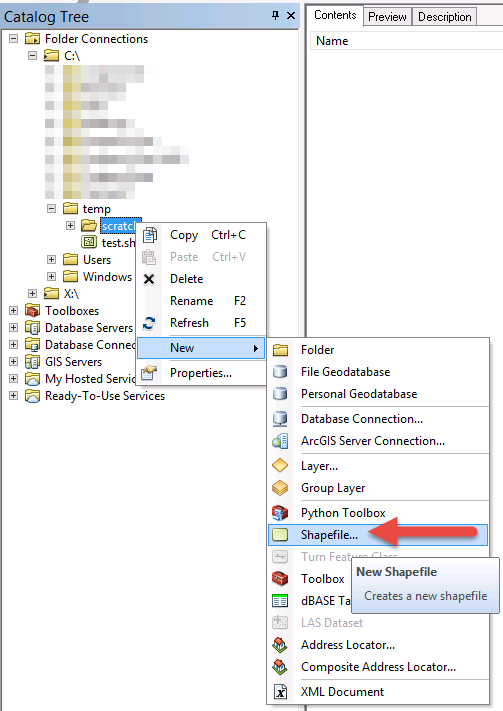 Catalog Tree
Folder Connections
C:\
temp
scratch
test.sh
Users
Windows
X:\
Toolboxes
Database Servers
Database Connec
GIS Servers
My Hosted Servic
Ready-To-Use Services
Contents Preview Description
Name
Copy Ctrl+C
Paste Ctrl+V
Delete
Rename F2
Refresh F5
New
Properties...
Folder
File Geodatabase
Personal Geodatabase
Database Connection...
ArcGIS Server Connection...
Layer...
Group Layer
Python Toolbox
Shapefile...
Turn Feature Class
Toolbox
dBASE Ta
LAS Dataset
Address Locator...
Composite Address Locator...
XML Document
New Shapefile
Creates a new shapefile